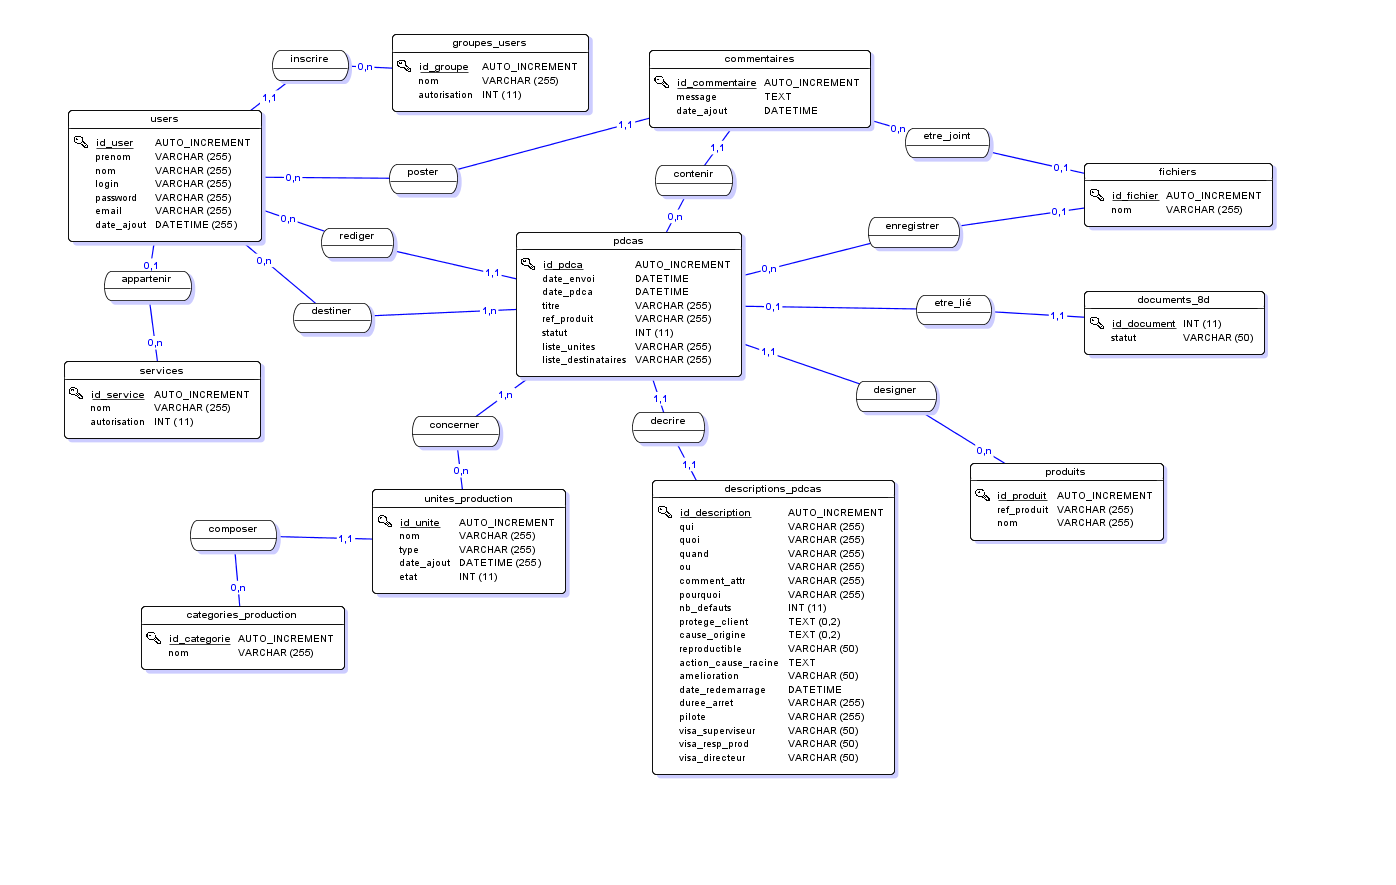 inscrire
0,n
1,1
groupes_users
id_groupe AUTO_INCREMENT
nom VARCHAR (255)
autorisation INT (11)
commentaires
id_commentaire AUTO_INCREMENT
message TEXT
date_ajout DATETIME
users
id_user AUTO_INCREMENT
prenom VARCHAR (255)
nom VARCHAR (255)
login VARCHAR (255)
password VARCHAR (255)
email VARCHAR (255)
date_ajout DATETIME (255)
1,1
0,n
poster
1,1
contenir
0,n
0,n
etre_joint
0,1
fichiers
id_fichier AUTO_INCREMENT
nom VARCHAR (255)
0,n
rediger
1,1
0,1
enregistrer
0,n
0,1
appartenir
0,n
0,n
destiner
1,n
pdcas
id_pdca AUTO_INCREMENT
date_envoi DATETIME
date_pdca DATETIME
titre VARCHAR (255)
ref_produit VARCHAR (255)
statut INT (11)
liste_unites VARCHAR (255)
liste_destinataires VARCHAR (255)
0,1
etre_lié
1,1
documents_8d
id_document INT (11)
statut VARCHAR (50)
services
id_service AUTO_INCREMENT
nom VARCHAR (255)
autorisation INT (11)
1,1
designer
0,n
1,n
concerner
0,n
1,1
decrire
1,1
produits
id_produit AUTO_INCREMENT
ref_produit VARCHAR (255)
nom VARCHAR (255)
unites_production
id_unite AUTO_INCREMENT
nom VARCHAR (255)
type VARCHAR (255)
date_ajout DATETIME (255)
etat INT (11)
composer
1,1
0,n
categories_production
id_categorie AUTO_INCREMENT
nom VARCHAR (255)
descriptions_pdcas
id_description AUTO_INCREMENT
qui VARCHAR (255)
quoi VARCHAR (255)
quand VARCHAR (255)
ou VARCHAR (255)
comment_attr VARCHAR (255)
pourquoi VARCHAR (255)
nb_defauts INT (11)
protege_client TEXT (0,2)
cause_origine TEXT (0,2)
reproductible VARCHAR (50)
action_cause_racine TEXT
amelioration VARCHAR (50)
date_redemarrage DATETIME
duree_arret VARCHAR (255)
pilote VARCHAR (255)
visa_superviseur VARCHAR (50)
visa_resp_prod VARCHAR (50)
visa_directeur VARCHAR (50)